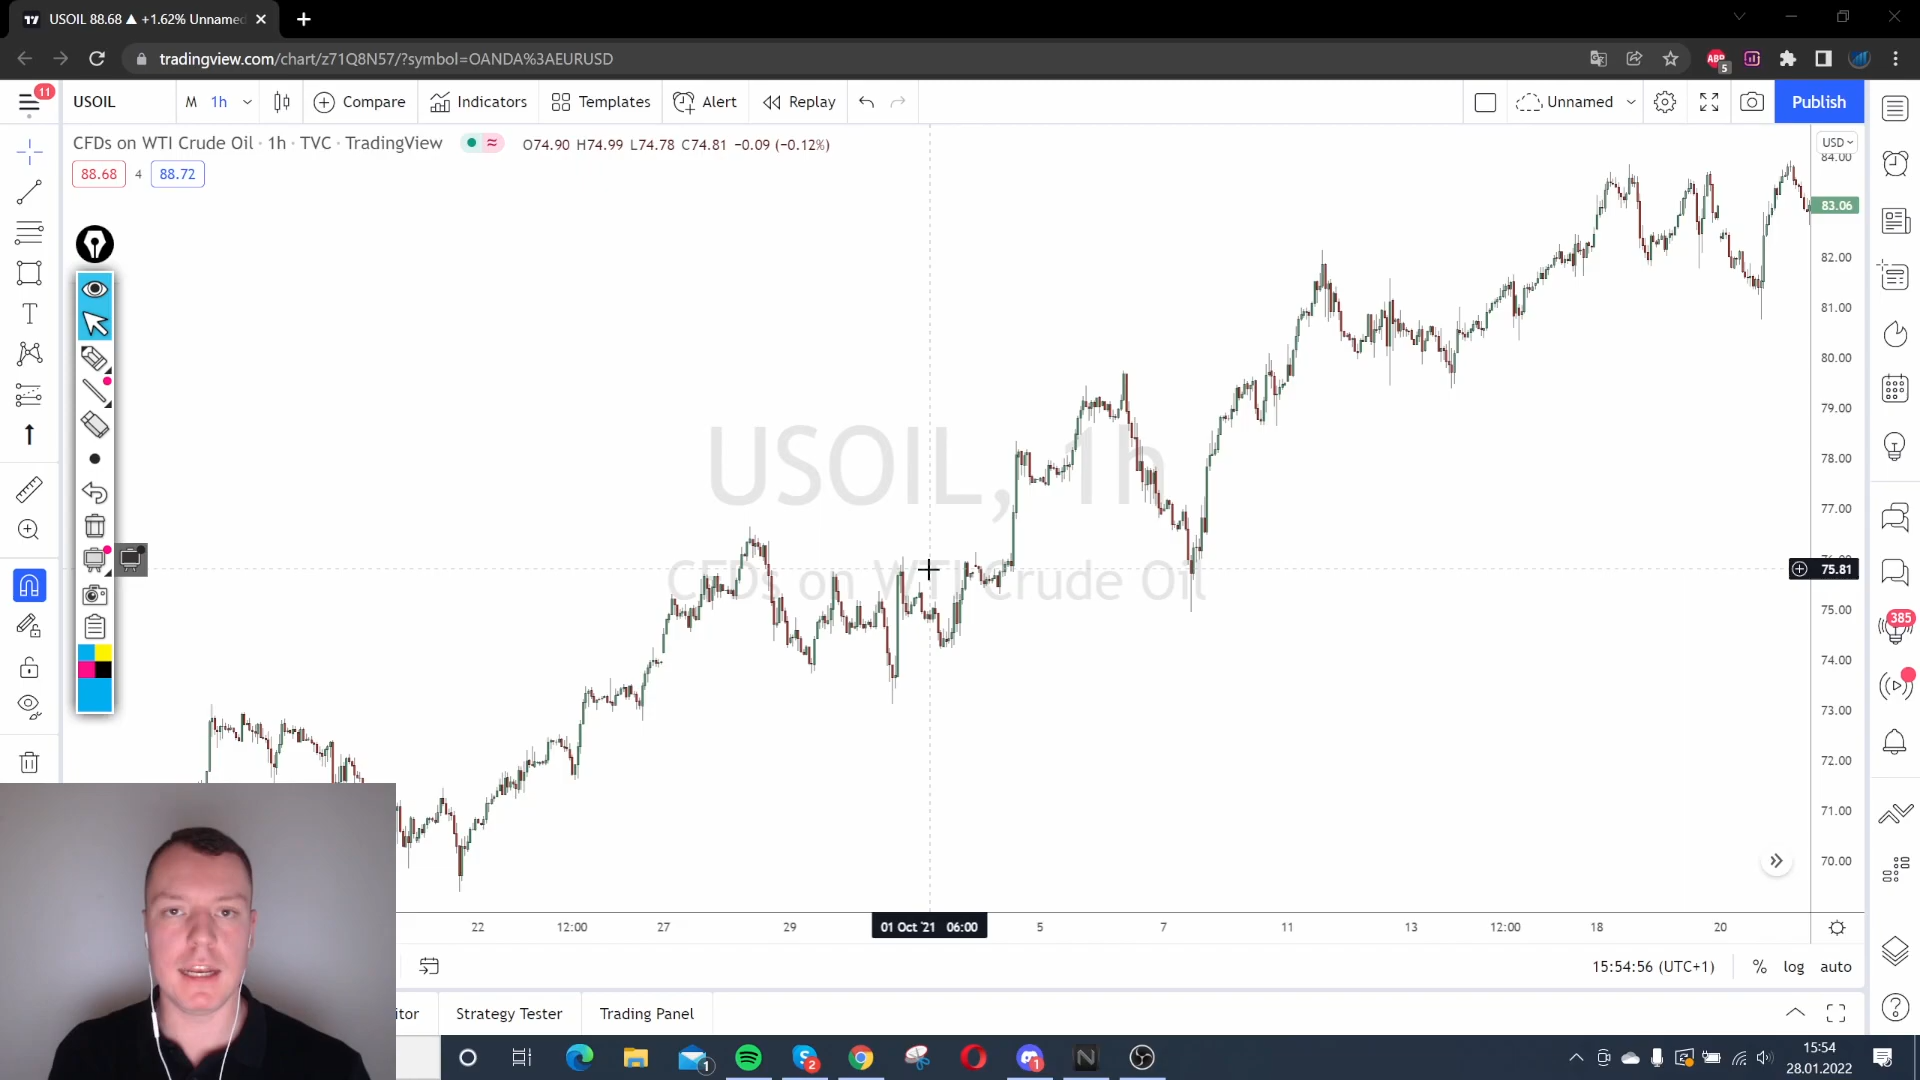 USOIL 88.68 ▲ +1.62% Unnamed
tradingview.com/chart/z71Q8N57/?symbol=OANDA%3AEURUSD
ABP 5
11
USOIL M 1h Compare Indicators Templates Alert Replay Unnamed Publish
CFDs on WTI Crude Oil · 1h · TVC · TradingView O74.90 H74.99 L74.78 C74.81 −0.09 (−0.12%)
USD
88.68 4 88.72
84.00
83.06
82.00
81.00
80.00
79.00
78.00
77.00
75.81
75.00
74.00
73.00
72.00
71.00
70.00
USOIL, 1h
CFDs on WTI Crude Oil
385
22 12:00 27 29 01 Oct '21 06:00 5 7 11 13 12:00 18 20
15:54:56 (UTC+1) % log auto
itor Strategy Tester Trading Panel
1 2 1 N
15:54
28.01.2022